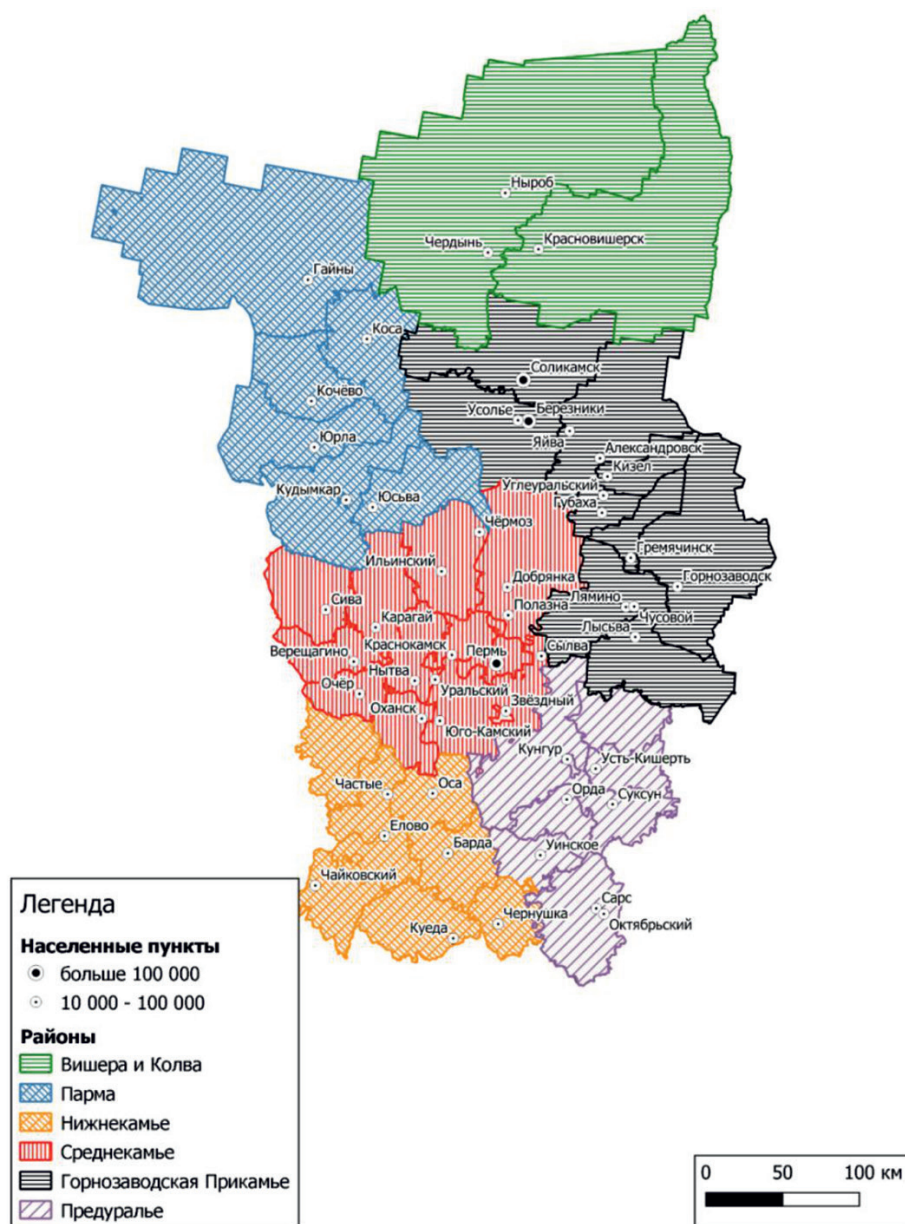 Ныроб
Чердынь
Красновишерск
Гайны
Коса
Соликамск
Кочёво
Усолье
Березники
Яйва
Юрла
Александровск
Кизел
Углеуральский
Кудымкар
Юсьва
Губаха
Чёрмоз
Ильинский
Гремячинск
Добрянка
Горнозаводск
Сива
Полазна
Лямино
Карагай
Чусовой
Лысьва
Краснокамск
Пермь
Сылва
Верещагино
Нытва
Очёр
Уральский
Звёздный
Оханск
Юго-Камский
Кунгур
Усть-Кишерть
Частые
Оса
Орда
Суксун
Елово
Барда
Уинское
Чайковский
Сарс
Чернушка
Октябрьский
Куеда
Легенда
Населенные пункты
больше 100 000
10 000 - 100 000
Районы
Вишера и Колва
Парма
Нижнекамье
Среднекамье
Горнозаводская Прикамье
Предуралье
0 50 100 км